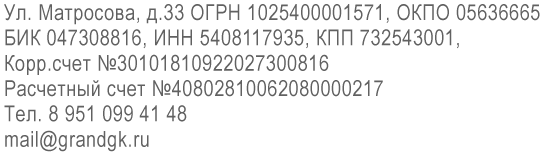 Ул. Матросова, д.33 ОГРН 1025400001571, ОКПО 05636665
БИК 047308816, ИНН 5408117935, КПП 732543001,
Корр.счет №30101810922027300816
Расчетный счет №40802810062080000217
Тел. 8 951 099 41 48
mail@grandgk.ru